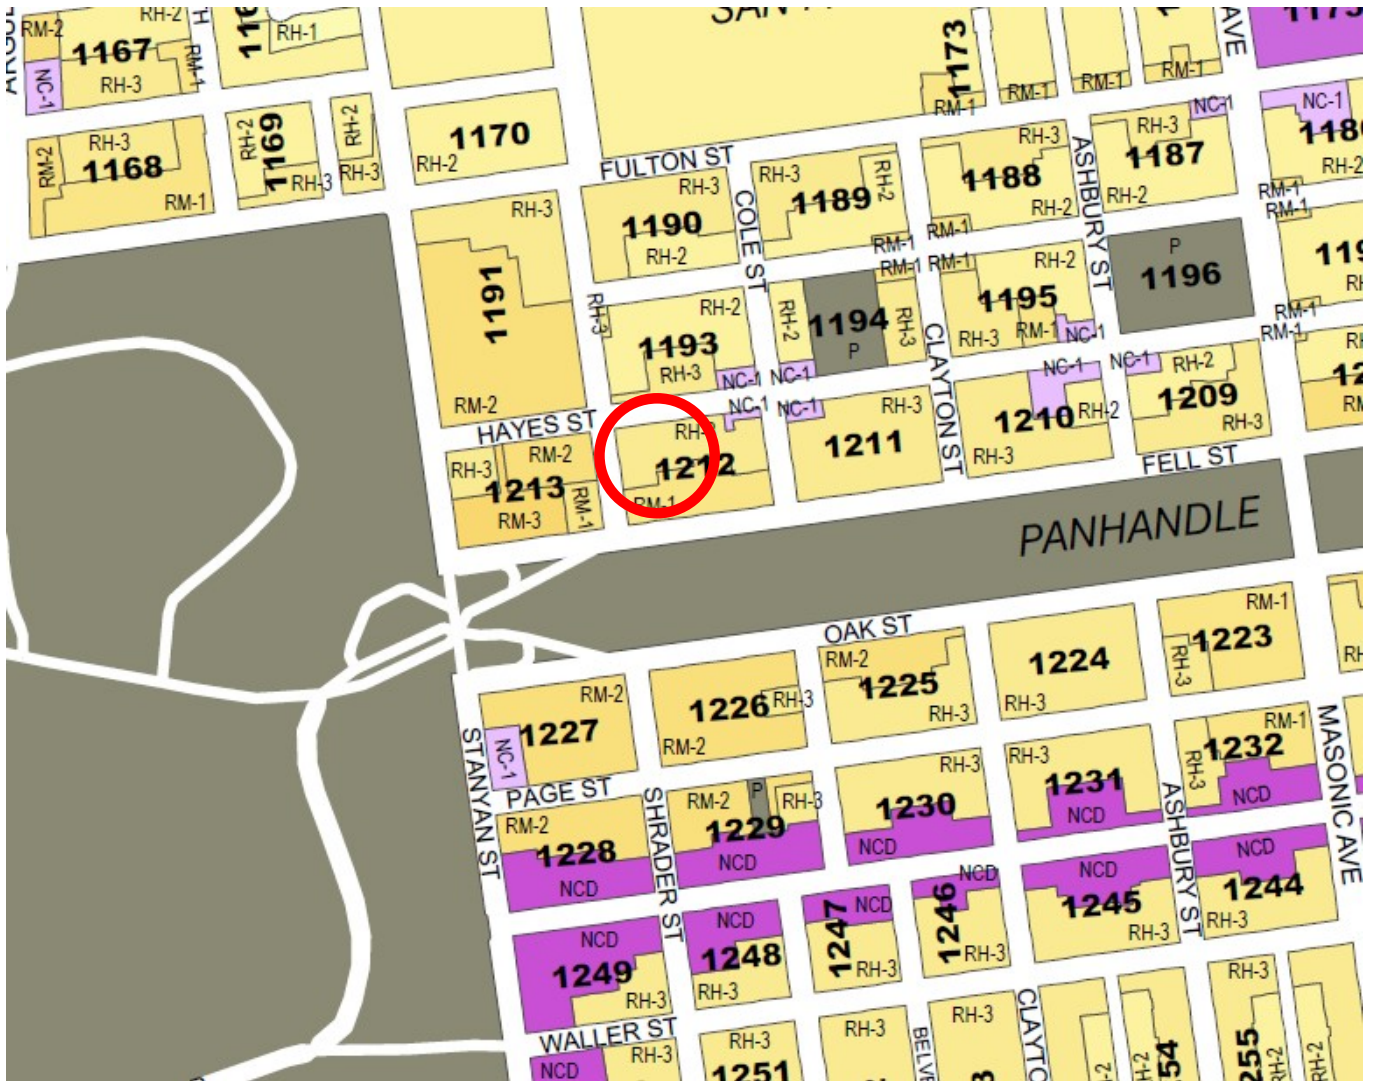 RH-2
RM-2
1167
RH-3
RM-1
NC-1
RH-1
1173
RM-1
RM-1
RM-1
RM-1
AVE
1175
RH-3
1168
RM-2
RM-1
RH-2
1169
RH-3
RH-2
RH-3
1170
RH-2
FULTON ST
RH-3
1188
RH-2
ASHBURY ST
NC-1
RH-3
1187
RH-2
NC-1
RH-2
RM-1
RM-1
RH-3
1191
RM-2
RH-3
1190
RH-2
COLE ST
RH-3
1189
RH-2
RM-1
RM-1
RM-1
RM-1
RH-2
1195
RH-3
RM-1
NC-1
P
1196
RM-1
RM-1
RH-3
RH-2
1193
RH-3
NC-1
RH-2
NC-1
1194
P
RH-3
CLAYTON ST
HAYES ST
RH-3
RM-2
1213
RM-3
RM-1
NC-1
1212
RM-1
NC-1
RH-3
1211
NC-1
1210
RH-2
RH-3
NC-1
RH-2
1209
RH-3
FELL ST
PANHANDLE
OAK ST
RM-2
1227
NC-1
1226
RH-3
RM-2
RM-2
1225
RH-3
1224
RH-3
RM-1
1223
RH-3
STANYAN ST
PAGE ST
SHRADER ST
RM-2
1228
NCD
RM-2
P
RH-3
1229
NCD
RH-3
1230
NCD
RH-3
1231
NCD
ASHBURY ST
RM-1
1232
RH-3
NCD
MASONIC AVE
NCD
1249
RH-3
NCD
1248
RH-3
1247
NCD
RH-3
NCD
1246
RH-3
NCD
1245
RH-3
NCD
1244
RH-3
WALLER ST
NCD
RH-3
RH-3
1251
RH-3
RH-3
RH-3